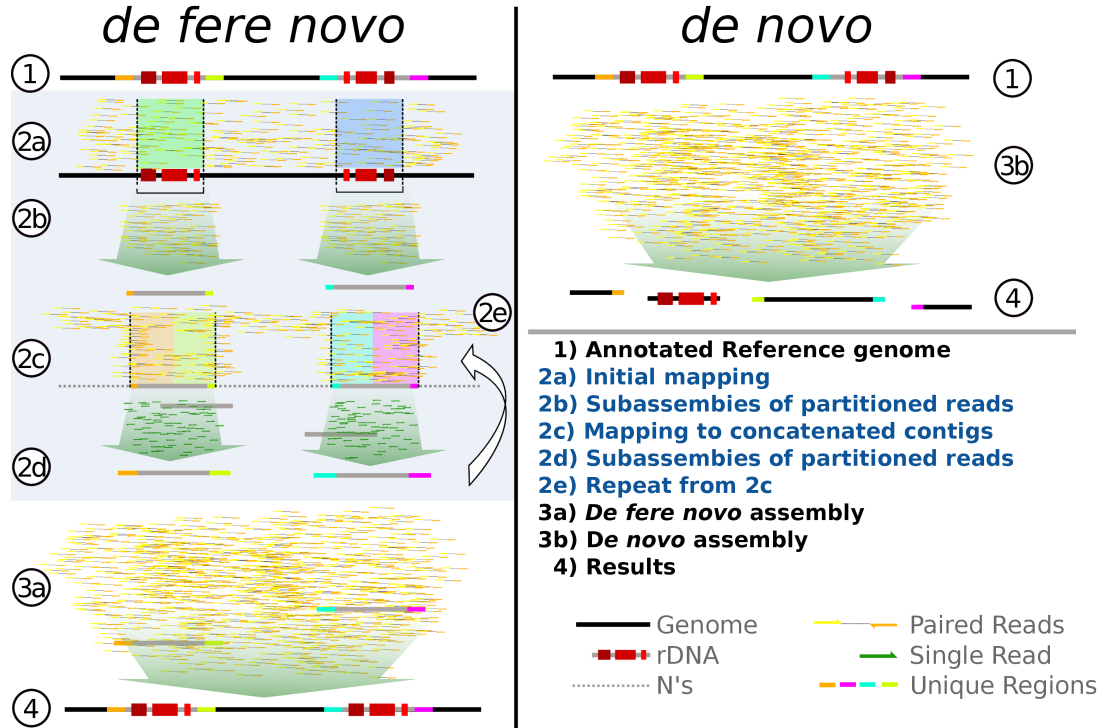 de fere novo
1
2a
2b
2e
2c
2d
3a
4
de novo
1
3b
4
1) Annotated Reference genome
2a) Initial mapping
2b) Subassembies of partitioned reads
2c) Mapping to concatenated contigs
2d) Subassembies of partitioned reads
2e) Repeat from 2c
3a) De fere novo assembly
3b) De novo assembly
4) Results
Genome
rDNA
N's
Paired Reads
Single Read
Unique Regions